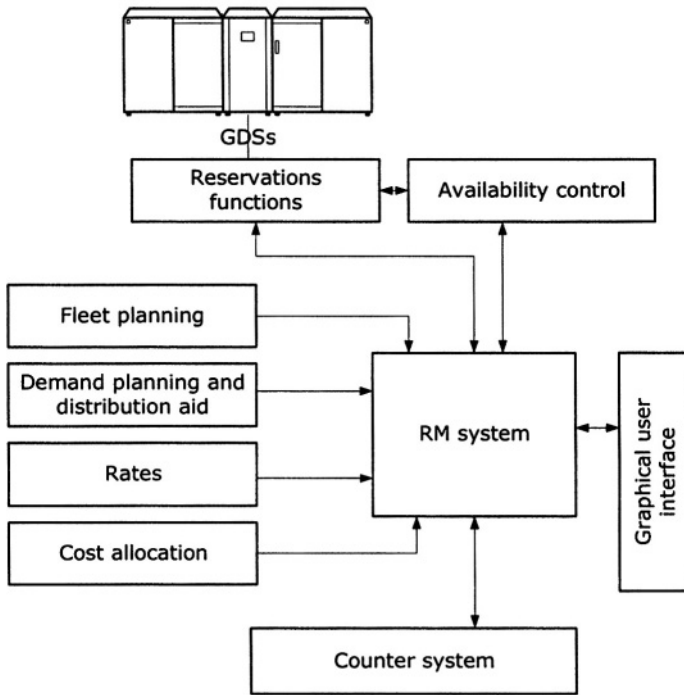 GDSs
Reservations
functions
Availability control
Fleet planning
Demand planning and
distribution aid
Rates
Cost allocation
RM system
Graphical user
interface
Counter system